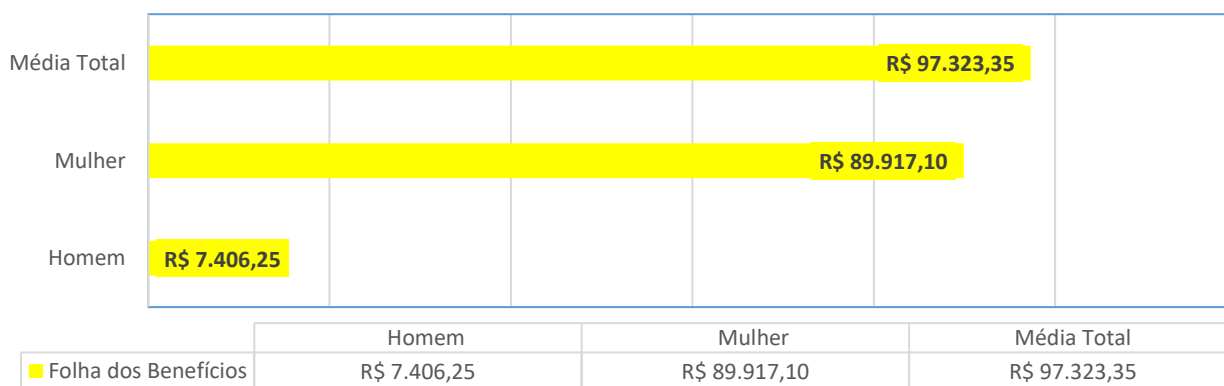 Média Total
R$ 97.323,35
Mulher
R$ 89.917,10
Homem
R$ 7.406,25
Homem Mulher Média Total
Folha dos Benefícios R$ 7.406,25 R$ 89.917,10 R$ 97.323,35